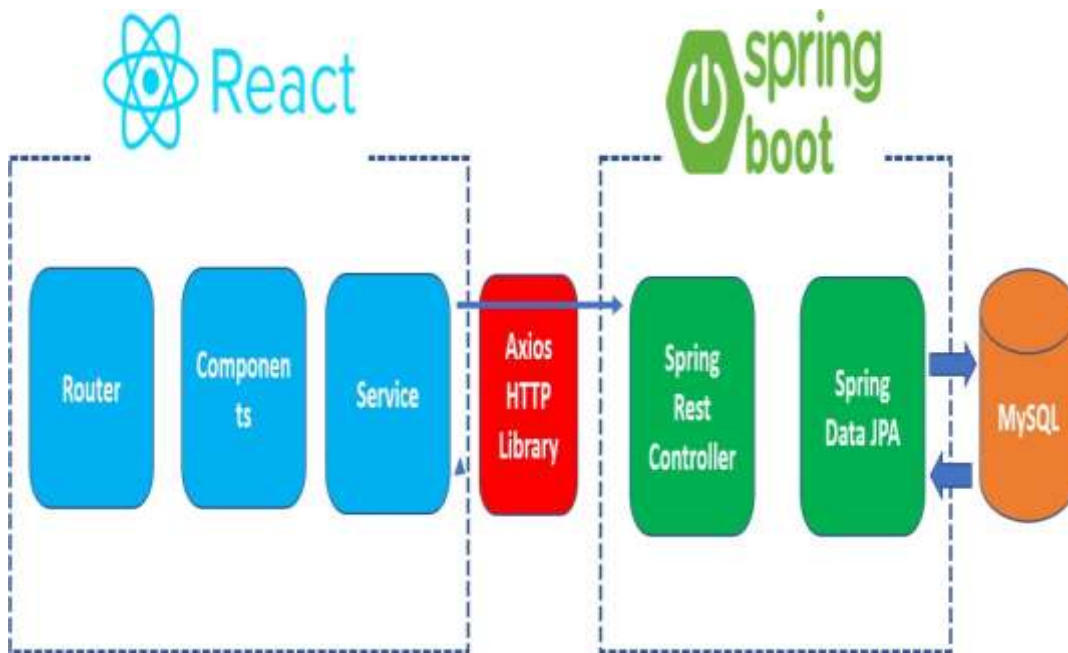 React
spring
boot
Router
Componen
ts
Service
Axios
HTTP
Library
Spring
Rest
Controller
Spring
Data JPA
MySQL